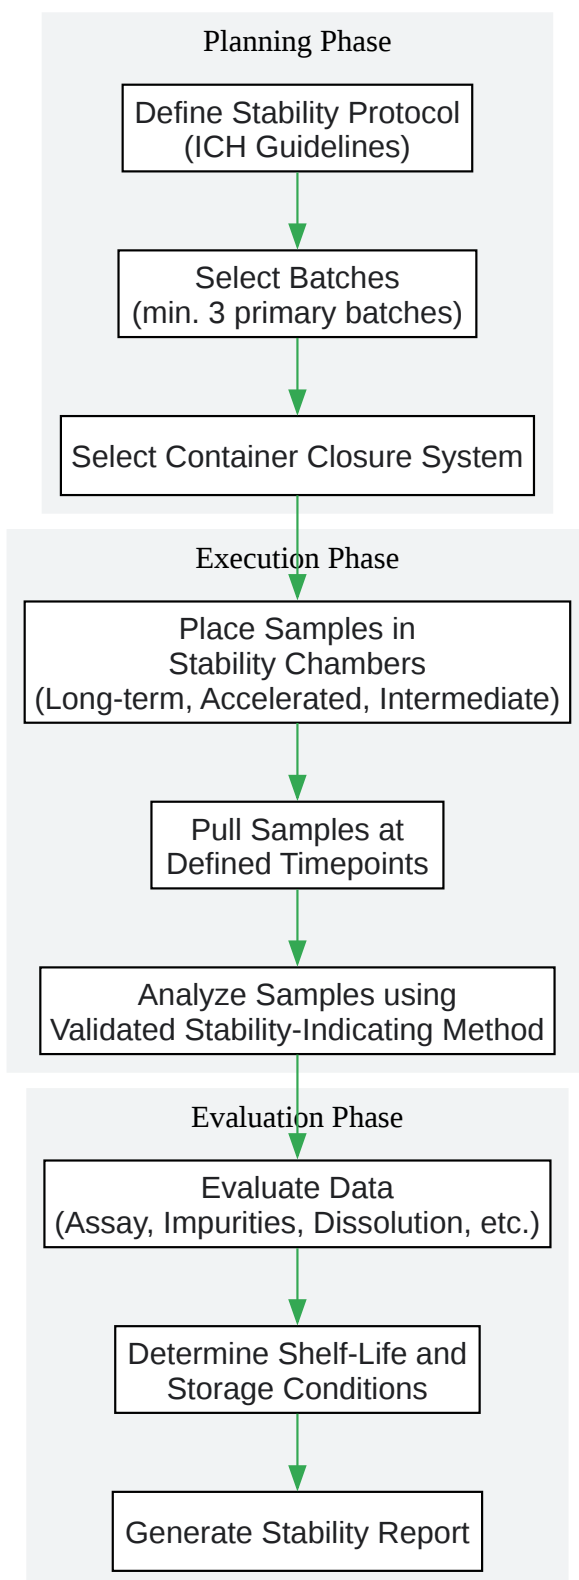 Planning Phase
Define Stability Protocol
(ICH Guidelines)
Select Batches
(min. 3 primary batches)
Select Container Closure System
Execution Phase
Place Samples in
Stability Chambers
(Long-term, Accelerated, Intermediate)
Pull Samples at
Defined Timepoints
Analyze Samples using
Validated Stability-Indicating Method
Evaluation Phase
Evaluate Data
(Assay, Impurities, Dissolution, etc.)
Determine Shelf-Life and
Storage Conditions
Generate Stability Report